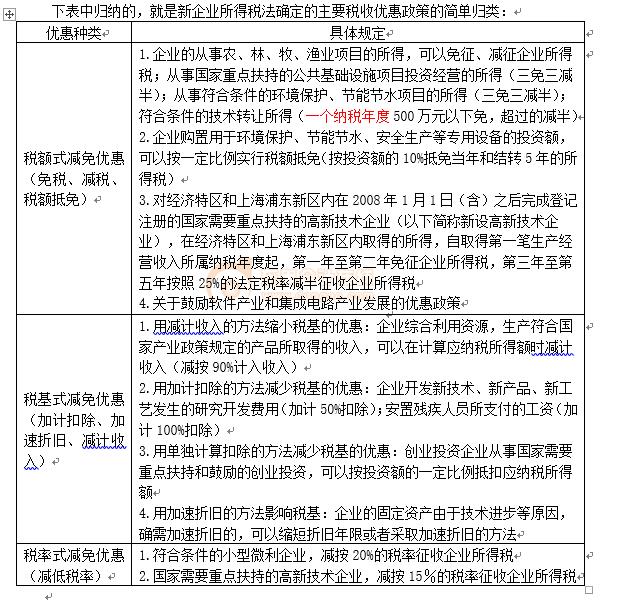 下表中归纳的，就是新企业所得税法确定的主要税收优惠政策的简单归类：
优惠种类
具体规定
税额式减免优惠
（免税、减税、
税额抵免）
1.企业的从事农、林、牧、渔业项目的所得，可以免征、减征企业所得
税；从事国家重点扶持的公共基础设施项目投资经营的所得（三免三减
半）；从事符合条件的环境保护、节能节水项目的所得（三免三减半）；
符合条件的技术转让所得（一个纳税年度500万元以下免，超过的减半）
2.企业购置用于环境保护、节能节水、安全生产等专用设备的投资额，
可以按一定比例实行税额抵免（按投资额的10%抵免当年和结转5年的所
得税）
3.对经济特区和上海浦东新区内在2008年1月1日（含）之后完成登记
注册的国家需要重点扶持的高新技术企业（以下简称新设高新技术企
业），在经济特区和上海浦东新区内取得的所得，自取得第一笔生产经
营收入所属纳税年度起，第一年至第二年免征企业所得税，第三年至第
五年按照25%的法定税率减半征收企业所得税
4.关于鼓励软件产业和集成电路产业发展的优惠政策
税基式减免优惠
（加计扣除、加
速折旧、减计收
入）
1.用减计收入的方法缩小税基的优惠：企业综合利用资源，生产符合国
家产业政策规定的产品所取得的收入，可以在计算应纳税所得额时减计
收入（减按90%计入收入）
2.用加计扣除的方法减少税基的优惠：企业开发新技术、新产品、新工
艺发生的研究开发费用（加计50%扣除）；安置残疾人员所支付的工资（加
计100%扣除）
3.用单独计算扣除的方法减少税基的优惠：创业投资企业从事国家需要
重点扶持和鼓励的创业投资，可以按投资额的一定比例抵扣应纳税所得
额
4.用加速折旧的方法影响税基：企业的固定资产由于技术进步等原因，
确需加速折旧的，可以缩短折旧年限或者采取加速折旧的方法
税率式减免优惠
（减低税率）
1.符合条件的小型微利企业，减按20%的税率征收企业所得税
2.国家需要重点扶持的高新技术企业，减按15%的税率征收企业所得税